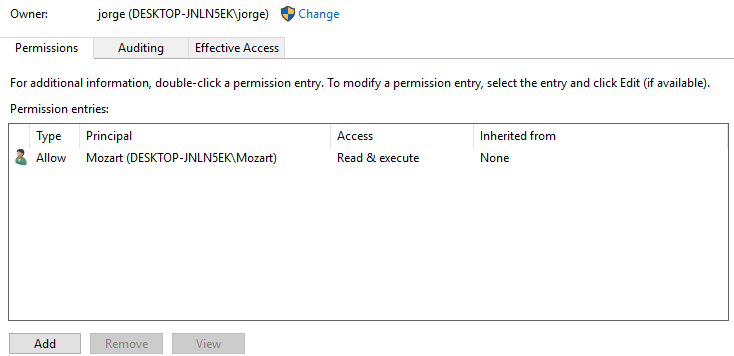 Owner: jorge (DESKTOP-JNLN5EK\jorge) Change
Permissions Auditing Effective Access
For additional information, double-click a permission entry. To modify a permission entry, select the entry and click Edit (if available).
Permission entries:
Type Principal Access Inherited from
Allow Mozart (DESKTOP-JNLN5EK\Mozart) Read & execute None
Add Remove View